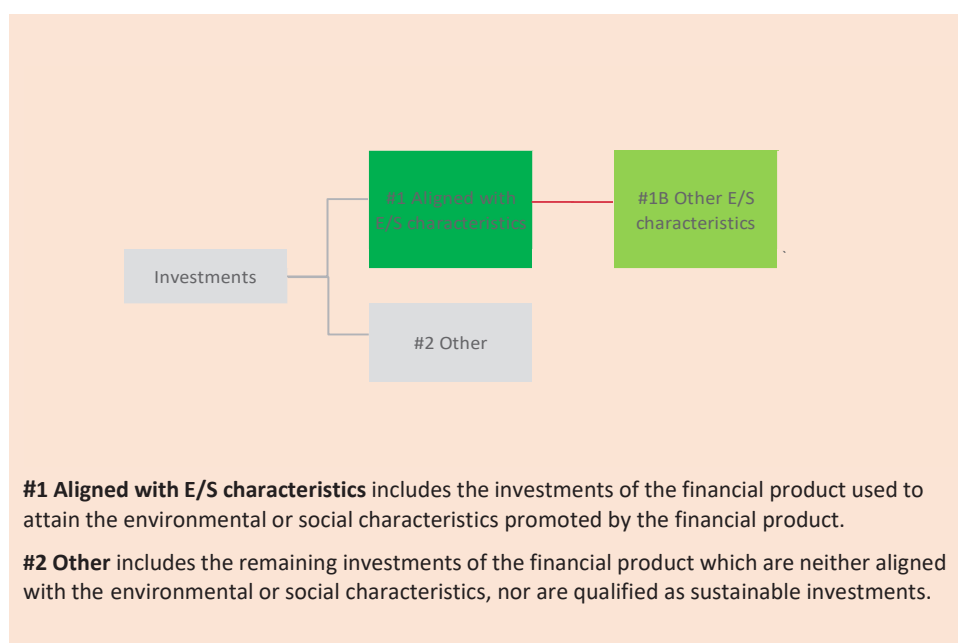 #1 Aligned with
E/S characteristics
#1B Other E/S
characteristics
Investments
#2 Other
#1 Aligned with E/S characteristics includes the investments of the financial product used to
attain the environmental or social characteristics promoted by the financial product.
#2 Other includes the remaining investments of the financial product which are neither aligned
with the environmental or social characteristics, nor are qualified as sustainable investments.